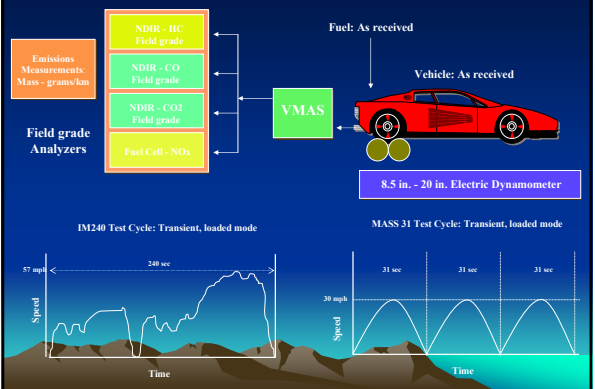 NDIR - HC
Field grade
NDIR - CO
Field grade
NDIR - CO2
Field grade
Fuel Cell - NOx
Emissions
Measurements:
Mass - grams/km
Field grade
Analyzers
VMAS
Fuel: As received
Vehicle: As received
8.5 in. - 20 in. Electric Dynamometer
IM240 Test Cycle: Transient, loaded mode
57 mph
240 sec
Speed
Time
MASS 31 Test Cycle: Transient, loaded mode
31 sec
31 sec
31 sec
30 mph
Speed
Time